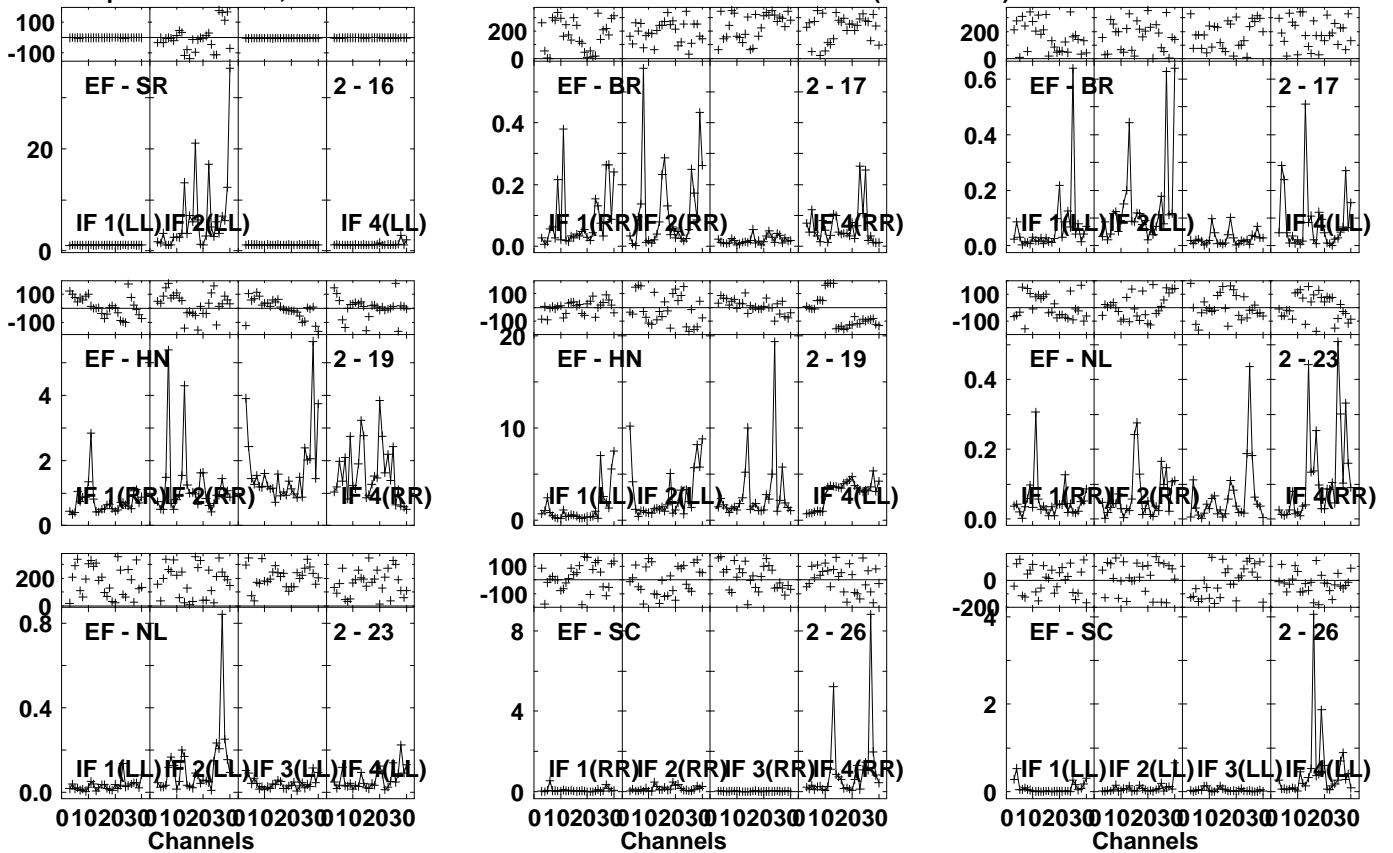 100
-100
EF - SR
2 - 16
20
0
IF 1(LL)
IF 2(LL)
IF 4(LL)
200
0
EF - BR
2 - 17
0.4
0.2
0.0
IF 1(RR)
IF 2(RR)
IF 4(RR)
200
0
0.6
EF - BR
2 - 17
0.4
0.2
0.0
IF 1(LL)
IF 2(LL)
IF 4(LL)
100
-100
EF - HN
2 - 19
4
2
0
IF 1(RR)
IF 2(RR)
IF 4(RR)
100
-100
20
EF - HN
2 - 19
10
0
IF 1(LL)
IF 2(LL)
IF 4(LL)
100
-100
EF - NL
2 - 23
0.4
0.2
0.0
IF 1(RR)
IF 2(RR)
IF 4(RR)
200
0
0.8
EF - NL
2 - 23
0.4
0.0
IF 1(LL)
IF 2(LL)
IF 3(LL)
IF 4(LL)
0102030 0102030 0102030 0102030
Channels
100
-100
8
EF - SC
2 - 26
4
0
IF 1(RR)
IF 2(RR)
IF 3(RR)
IF 4(RR)
0102030 0102030 0102030 0102030
Channels
0
-200
4
EF - SC
2 - 26
2
0
IF 1(LL)
IF 2(LL)
IF 3(LL)
IF 4(LL)
0102030 0102030 0102030 0102030
Channels